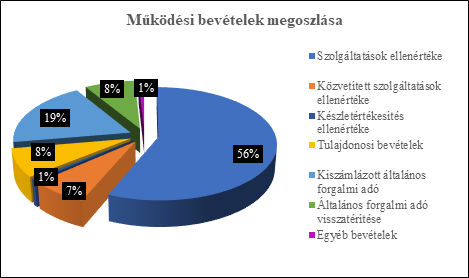 Működési bevételek megoszlása
8%
1%
19%
8%
1%
7%
56%
Szolgáltatások ellenértéke
Közvetített szolgáltatások
ellenértéke
Készletértékesítés
ellenértéke
Tulajdonosi bevételek
Kiszámlázott általános
forgalmi adó
Általános forgalmi adó
visszatérítése
Egyéb bevételek